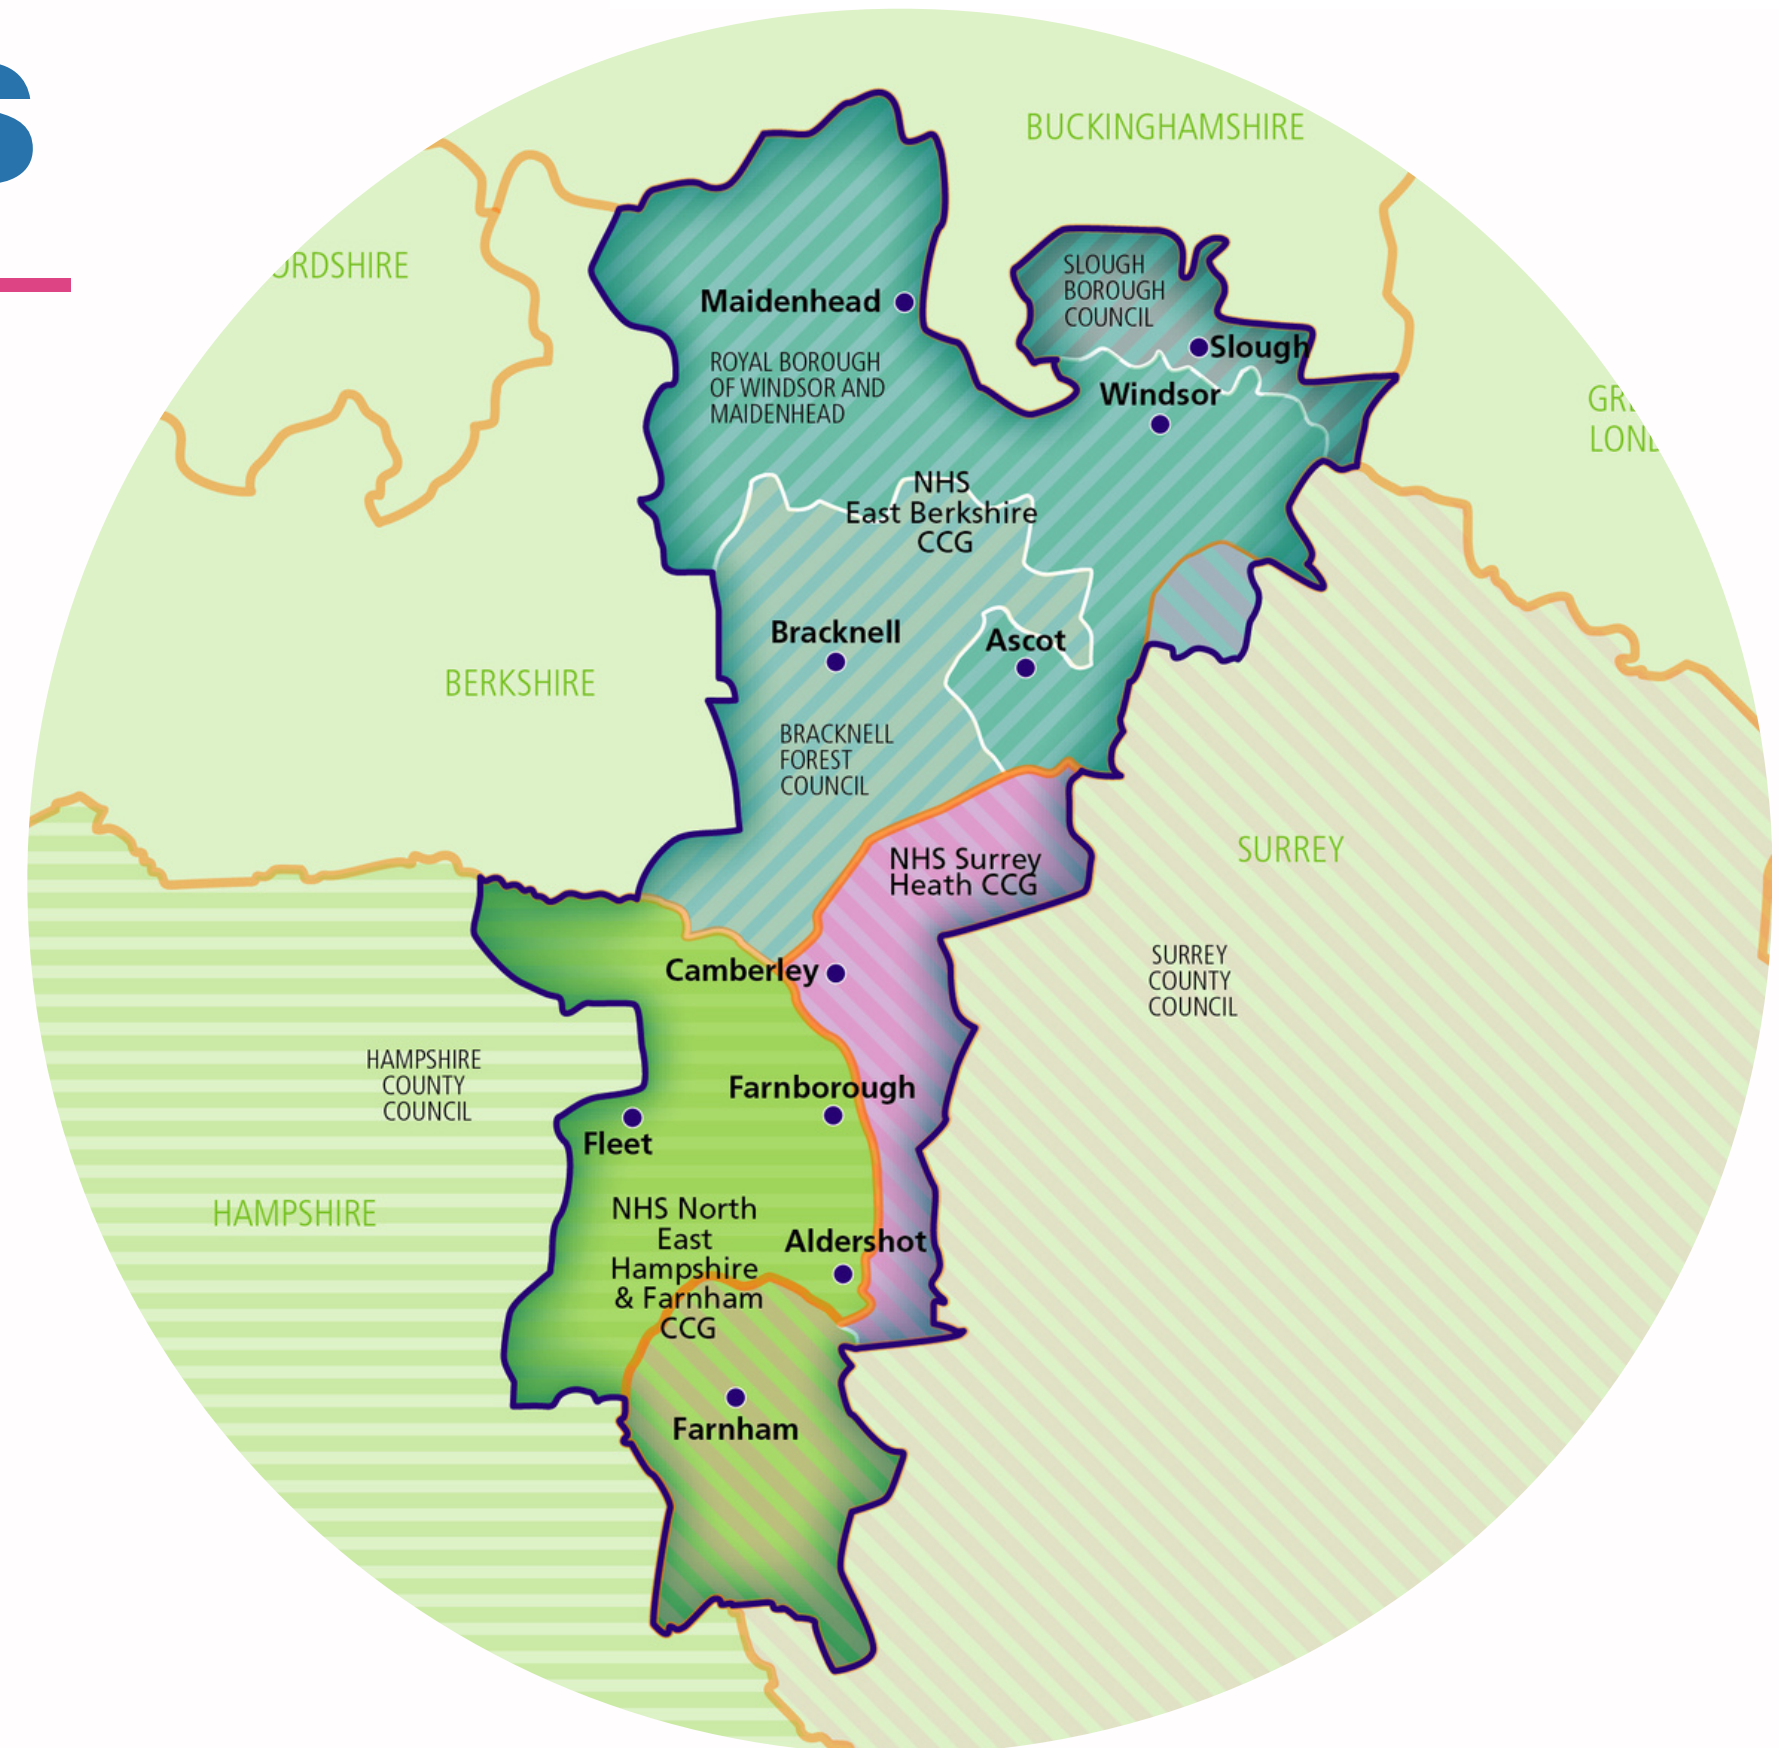 S
BUCKINGHAMSHIRE
SLOUGH
BOROUGH
COUNCIL
Maidenhead
Slough
ROYAL BOROUGH
OF WINDSOR AND
MAIDENHEAD
Windsor
NHS
East Berkshire
CCG
Bracknell
Ascot
BERKSHIRE
BRACKNELL
FOREST
COUNCIL
SURREY
NHS Surrey
Heath CCG
Camberley
SURREY
COUNTY
COUNCIL
HAMPSHIRE
COUNTY
COUNCIL
Farnborough
Fleet
HAMPSHIRE
NHS North
East
Hampshire
& Farnham
CCG
Aldershot
Farnham